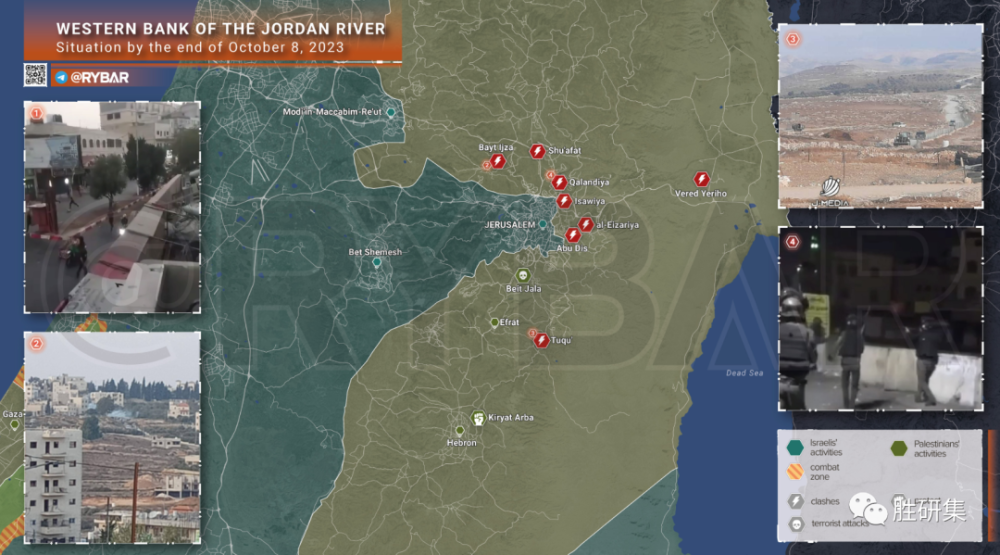 WESTERN BANK OF THE JORDAN RIVER
Situation by the end of October 8, 2023
@RYBAR
1
3
Modiin-Maccabim-Re'ut
Bayt Ijza
2
Shu'afat
4
Qalandiya
Isawiya
Vered Yeriho
JERUSALEM
al-Eizariya
Abu Dis
Bet Shemesh
Beit Jala
Efrat
Tuqu
Dead Sea
Kiryat Arba
Hebron
Gaza
2
4
RYBAR
Israelis'
activities
Palestinians'
activities
combat
zone
clashes
terrorist attacks
胜研集